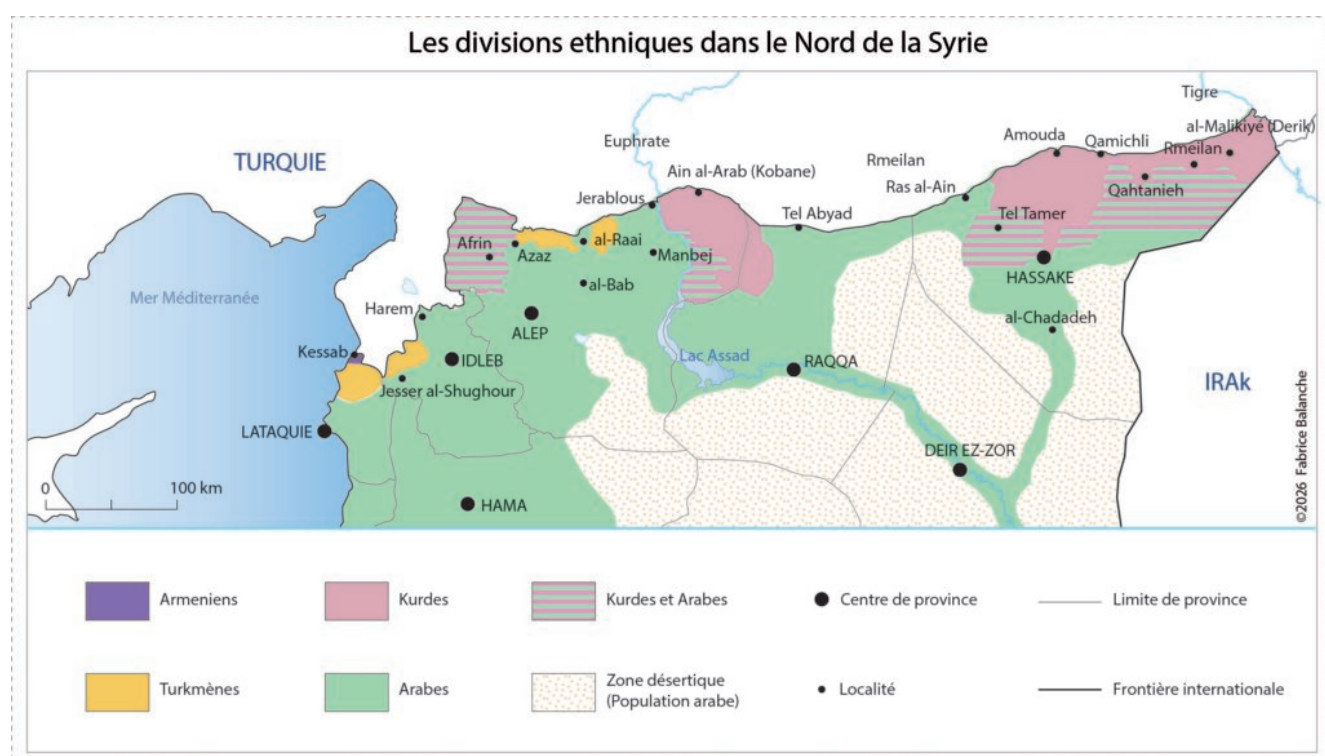 Les divisions ethniques dans le Nord de la Syrie
Tigre
al-Malikiyé (Derik)
Amouda
Qamichli
Rmeilan
Euphrate
TURQUIE
Ain al-Arab (Kobane)
Rmeilan
Ras al-Ain
Qahtanieh
Jerablous
Tel Abyad
Tel Tamer
Afrin
Azaz
al-Raai
Manbej
HASSAKE
al-Bab
Mer Méditerranée
Harem
ALEP
al-Chadadeh
Kessab
IDLEB
Lac Assad
RAQQA
IRAk
Jesser al-Shughour
LATAQUIE
DEIR EZ-ZOR
0
100 km
HAMA
©2026 Fabrice Balanche
Armeniens
Kurdes
Kurdes et Arabes
Centre de province
Limite de province
Turkmènes
Arabes
Zone désertique
(Population arabe)
Localité
Frontière internationale